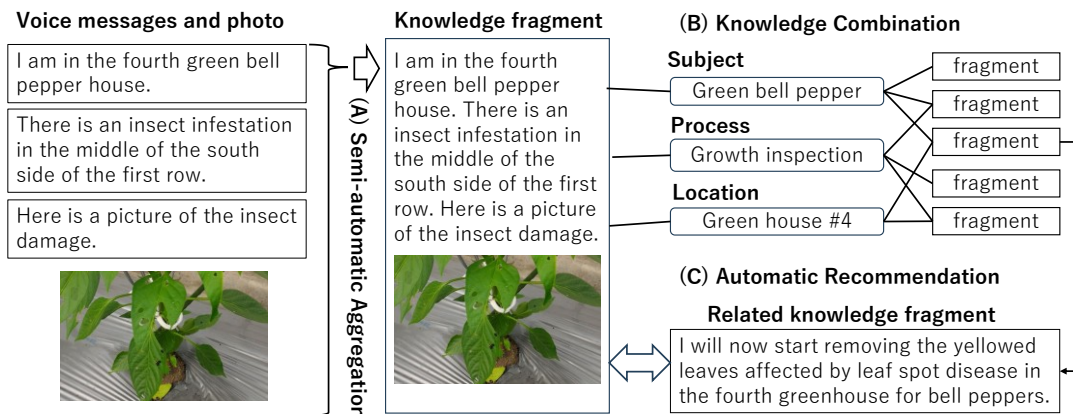 Voice messages and photo
I am in the fourth green bell
pepper house.
There is an insect infestation
in the middle of the south
side of the first row.
Here is a picture of the insect
damage.
(A) Semi-automatic Aggregation
Knowledge fragment
I am in the fourth
green bell pepper
house. There is an
insect infestation in
the middle of the
south side of the first
row. Here is a picture
of the insect damage.
(B) Knowledge Combination
Subject
Green bell pepper
Process
Growth inspection
Location
Green house #4
fragment
fragment
fragment
fragment
fragment
(C) Automatic Recommendation
Related knowledge fragment
I will now start removing the yellowed
leaves affected by leaf spot disease in
the fourth greenhouse for bell peppers.